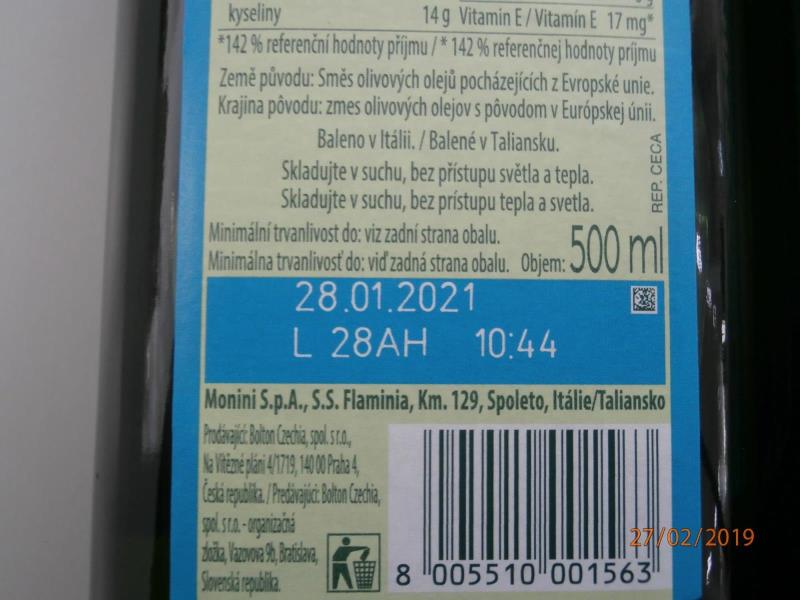 kyseliny 14 g Vitamin E / Vitamín E 17 mg*
*142 % referenční hodnoty příjmu / * 142 % referenčnej hodnoty príjmu
Země původu: Směs olivových olejů pocházejících z Evropské unie.
Krajina pôvodu: zmes olivových olejov s pôvodom v Európskej únii.
Baleno v Itálii. / Balené v Taliansku.
Skladujte v suchu, bez přístupu světla a tepla.
Skladujte v suchu, bez prístupu tepla a svetla.
REP. CECA
Minimální trvanlivost do: viz zadní strana obalu.
Minimálna trvanlivosť do: viď zadná strana obalu. Objem: 500 ml
28.01.2021
L 28AH 10:44
Monini S.p.A., S.S. Flaminia, Km. 129, Spoleto, Itálie/Taliansko
Prodávající: Bolton Czechia, spol. s r.o.,
Na Vítězné pláni 4/1719, 140 00 Praha 4,
Česká republika. / Predávajúci: Bolton Czechia,
spol. s r.o. - organizačná
zložka, Vazovova 9b, Bratislava,
Slovenská republika.
8 005510 001563
27/02/2019